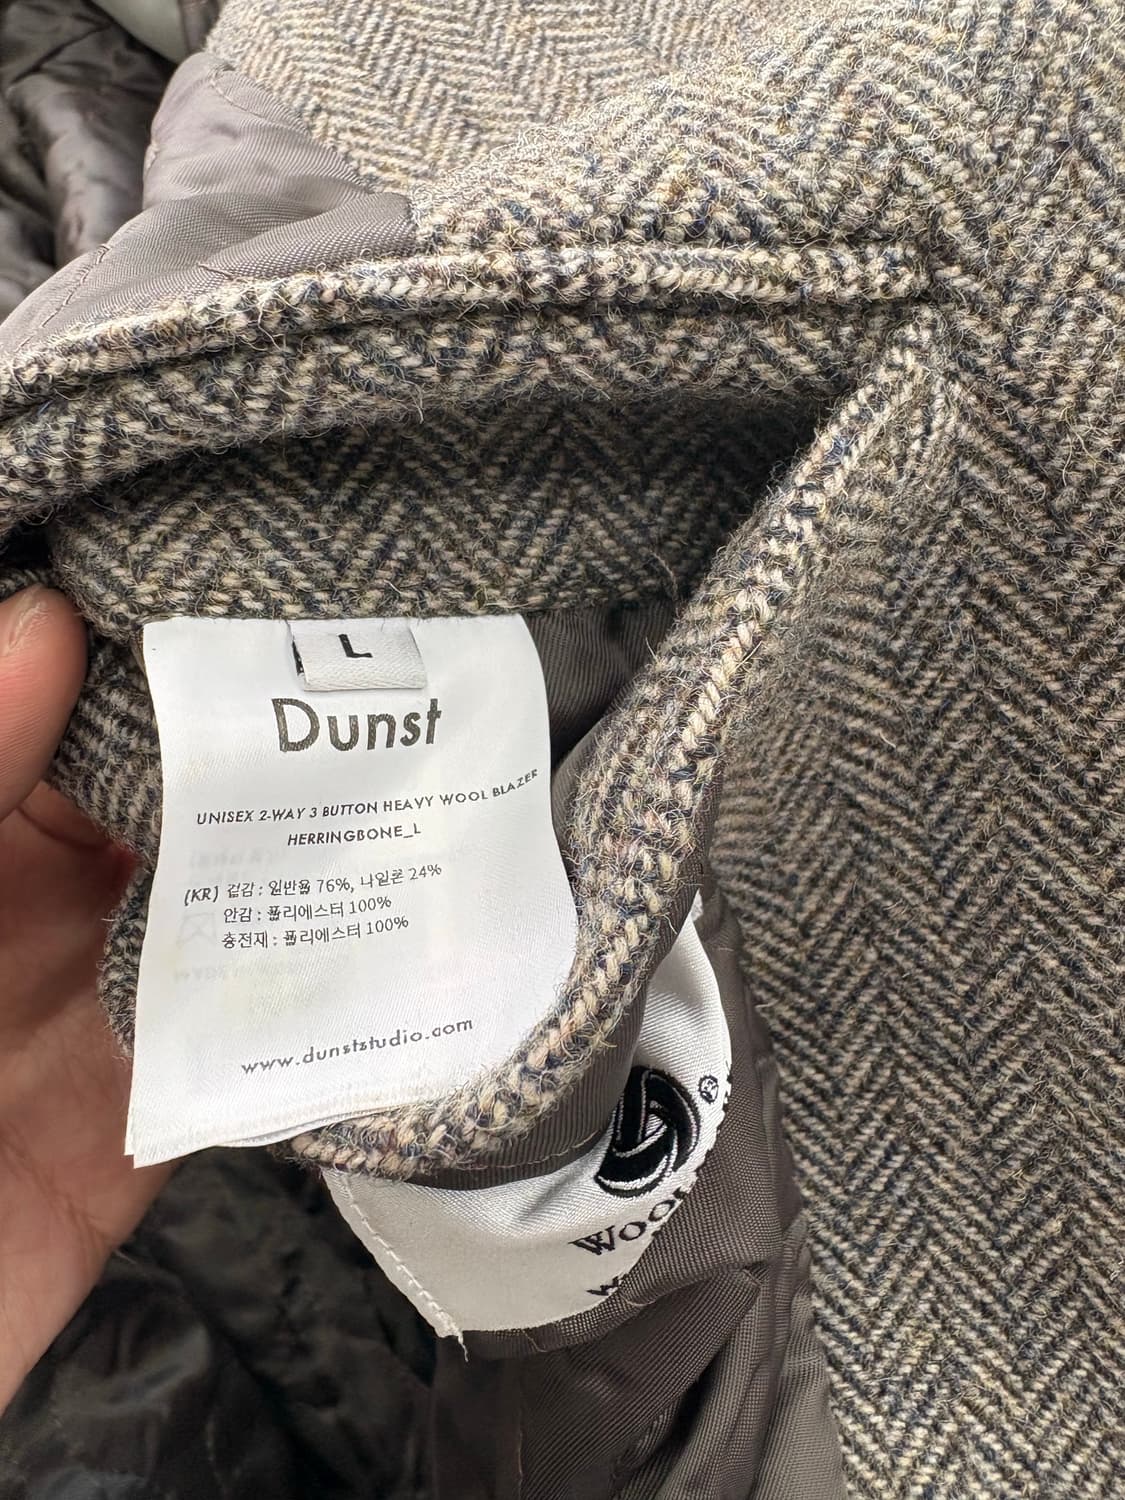 L
Dunst
UNISEX 2-WAY 3 BUTTON HEAVY WOOL BLAZER
HERRINGBONE_L
(KR) 겉감 : 일반울 76%, 나일론 24%
안감 : 폴리에스터 100%
충전재 : 폴리에스터 100%
www.dunststudio.com
®